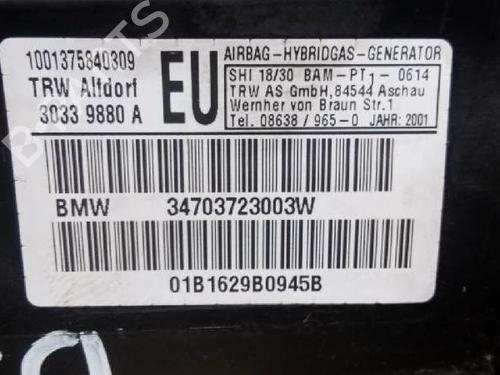 1001375840309
TRW Alfdorf
3033 9880 A
EU
AIRBAG-HYBRIDGAS-GENERATOR
SHI 18/30 BAM-PT1-0614
TRW AS GmbH,84544 Aschau
Wernher von Braun Str.1
Tel. 08638/965-0 JAHR: 2001
BMW 34703723003W
01B1629B0945B